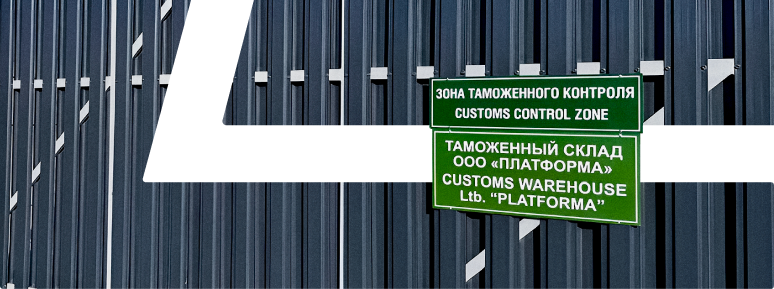 ЗОНА ТАМОЖЕННОГО КОНТРОЛЯ
CUSTOMS CONTROL ZONE
ТАМОЖЕННЫЙ СКЛАД
ООО «ПЛАТФОРМА»
CUSTOMS WAREHOUSE
Ltb. “PLATFORMA”